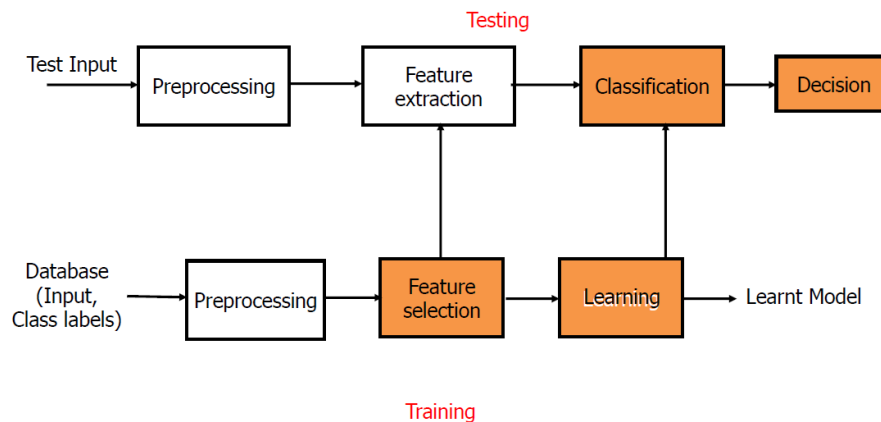 Testing
Test Input
Preprocessing
Feature
extraction
Classification
Decision
Database
(Input,
Class labels)
Preprocessing
Feature
selection
Learning
Learnt Model
Training